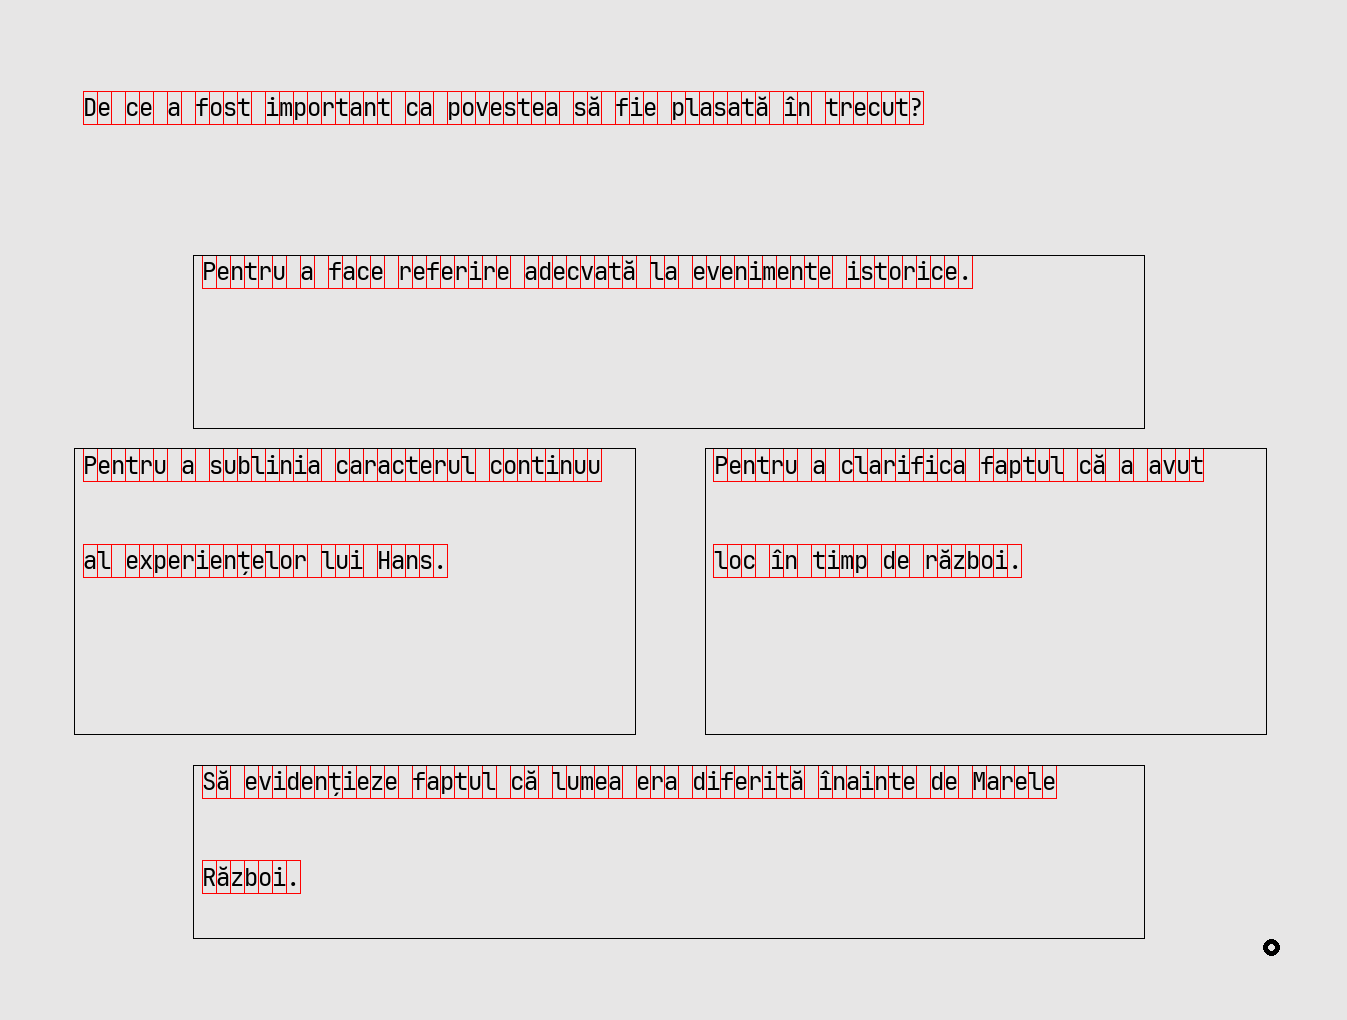 De ce a fost important ca povestea să fie plasată în trecut?
Pentru a face referire adecvată la evenimente istorice.
Pentru a sublinia caracterul continuu
al experiențelor lui Hans.
Pentru a clarifica faptul că a avut
loc în timp de război.
Să evidențieze faptul că lumea era diferită înainte de Marele
Război.